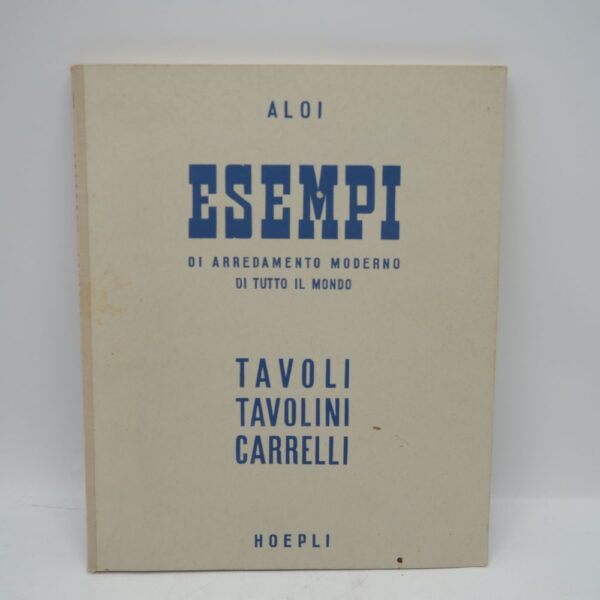 ALOI
ESEMPI
DI ARREDAMENTO MODERNO
DI TUTTO IL MONDO
TAVOLI
TAVOLINI
CARRELLI
HOEPLI